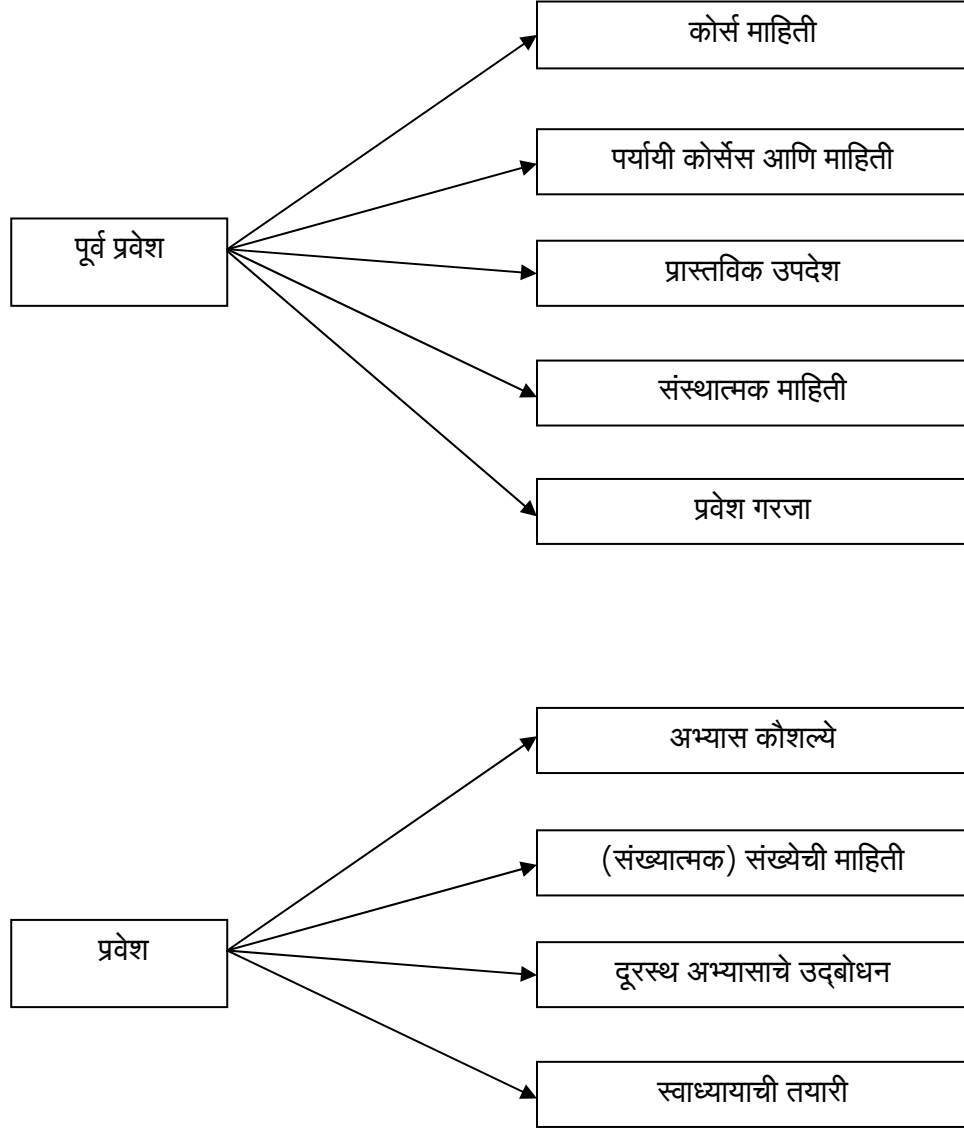 कोर्स माहिती
पर्यायी कोर्सेस आणि माहिती
पूर्व प्रवेश
प्रास्तविक उपदेश
संस्थात्मक माहिती
प्रवेश गरजा
अभ्यास कौशल्ये
(संख्यात्मक) संख्येची माहिती
प्रवेश
दूरस्थ अभ्यासाचे उद्‌बोधन
स्वाध्यायाची तयारी